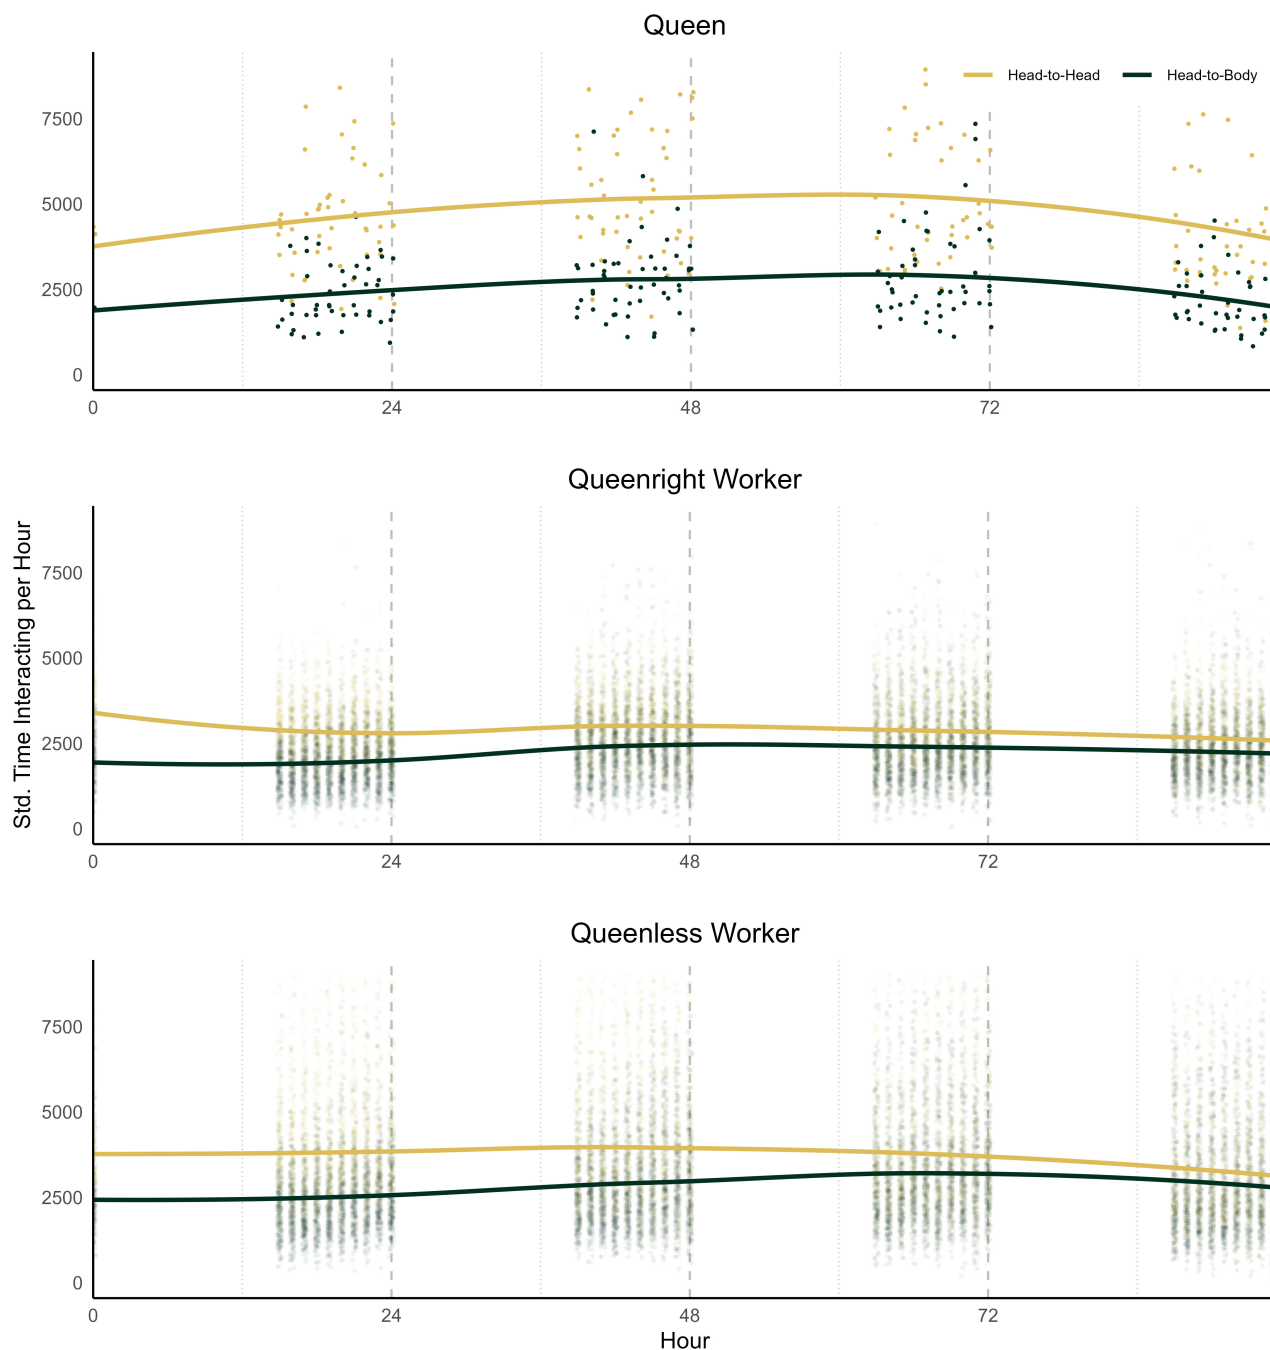 Queen
Head-to-Head Head-to-Body
7500
5000
2500
0
0 24 48 72
Queenright Worker
Std. Time Interacting per Hour
7500
5000
2500
0
0 24 48 72
Queenless Worker
7500
5000
2500
0
0 24 48 72
Hour